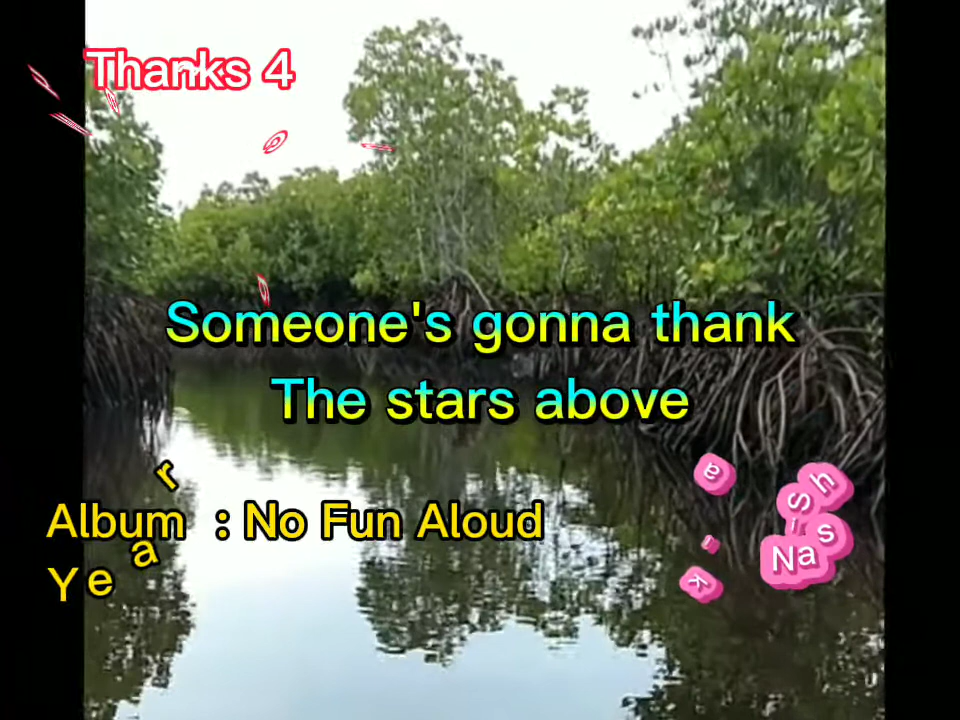 Thanks 4
Someone's gonna thank
The stars above
Album : No Fun Aloud
Year